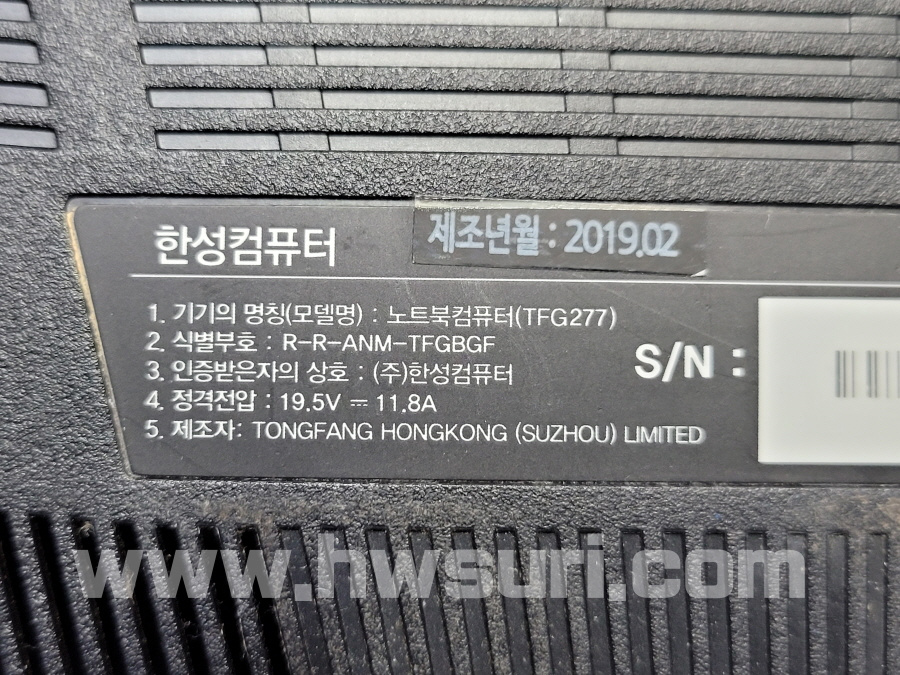 한성컴퓨터
제조년월 : 2019.02
1. 기기의 명칭(모델명) : 노트북컴퓨터(TFG277)
2. 식별부호 : R-R-ANM-TFGBGF
3. 인증받은자의 상호 : (주)한성컴퓨터
4. 정격전압 : 19.5V ⎓ 11.8A
5. 제조자: TONGFANG HONGKONG (SUZHOU) LIMITED
S/N :
www.hwsuri.com